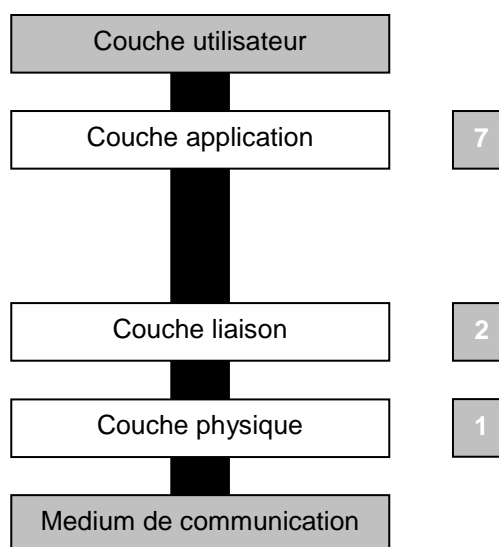 Couche utilisateur
Couche application
7
Couche liaison
2
Couche physique
1
Medium de communication